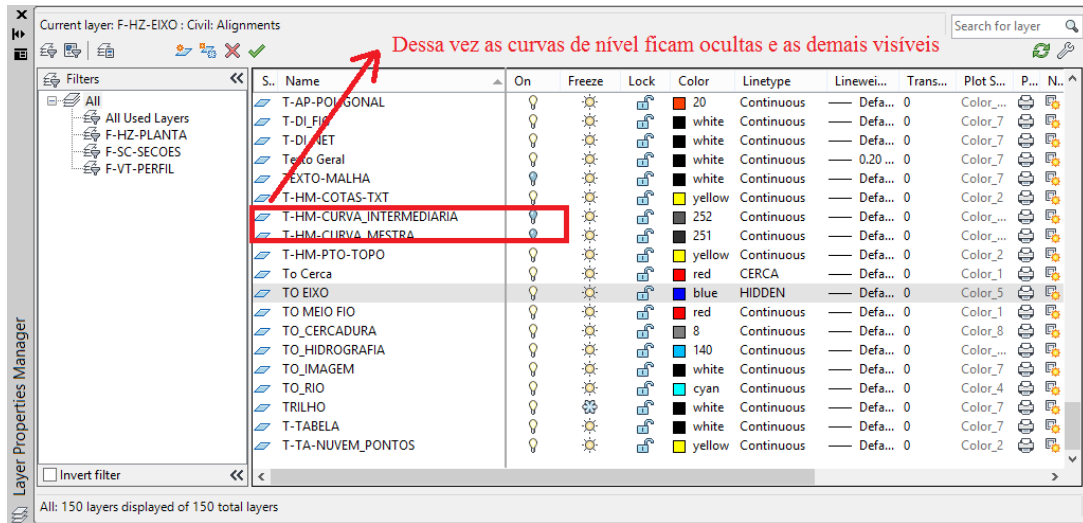 Current layer: F-HZ-EIXO : Civil: Alignments
Search for layer
Dessa vez as curvas de nível ficam ocultas e as demais visíveis
Filters
All
All Used Layers
F-HZ-PLANTA
F-SC-SECOES
F-VT-PERFIL
S.. Name On Freeze Lock Color Linetype Linewei... Trans... Plot S... P... N..
T-AP-POLIGONAL 20 Continuous Defa... 0 Color_...
T-DI_FIO white Continuous Defa... 0 Color_7
T-DI_NET white Continuous Defa... 0 Color_7
Texto Geral white Continuous 0.20 ... 0 Color_7
TEXTO-MALHA white Continuous Defa... 0 Color_7
T-HM-COTAS-TXT yellow Continuous Defa... 0 Color_2
T-HM-CURVA_INTERMEDIARIA 252 Continuous Defa... 0 Color_...
T-HM-CURVA_MESTRA 251 Continuous Defa... 0 Color_...
T-HM-PTO-TOPO yellow Continuous Defa... 0 Color_2
To Cerca red CERCA Defa... 0 Color_1
TO EIXO blue HIDDEN Defa... 0 Color_5
TO MEIO FIO red Continuous Defa... 0 Color_1
TO_CERCADURA 8 Continuous Defa... 0 Color_8
TO_HIDROGRAFIA 140 Continuous Defa... 0 Color_...
TO_IMAGEM white Continuous Defa... 0 Color_7
TO_RIO cyan Continuous Defa... 0 Color_4
TRILHO white Continuous Defa... 0 Color_7
T-TABELA white Continuous Defa... 0 Color_7
T-TA-NUVEM_PONTOS yellow Continuous Defa... 0 Color_2
Invert filter
All: 150 layers displayed of 150 total layers
Layer Properties Manager